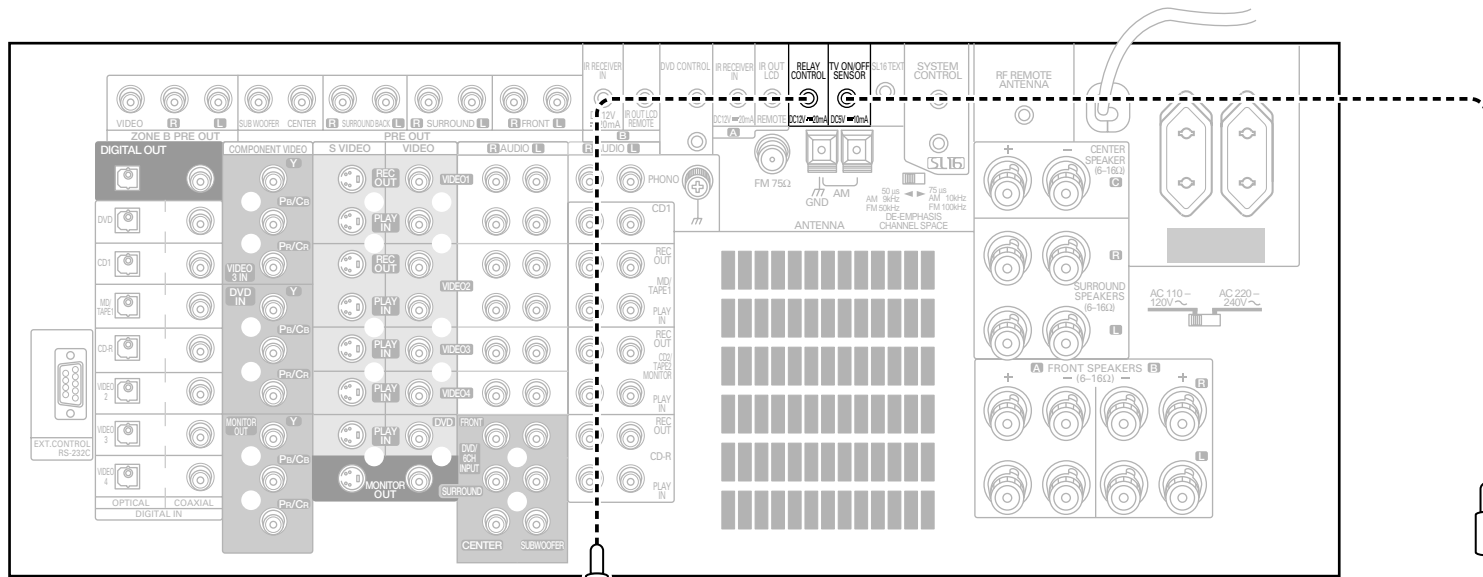 IR RECEIVER
IN
DVD CONTROL
IR RECEIVER
IN
IR OUT
LCD
RELAY
CONTROL
TV ON/OFF
SENSOR
SL16 TEXT
SYSTEM
CONTROL
RF REMOTE
ANTENNA
VIDEO R L
SUB WOOFER CENTER R SURROUND BACK L R SURROUND L R FRONT L
IR OUT LCD
REMOTE
DC12V 20mA
REMOTE
DC12V 20mA
DC5V 10mA
ZONE B PRE OUT
PRE OUT
B
A
SL16
DIGITAL OUT
COMPONENT VIDEO
S VIDEO
VIDEO
R AUDIO L
Y
PB/CB
PR/CR
VIDEO
3 IN
DVD
IN
Y
PB/CB
PR/CR
MONITOR
OUT
Y
PB/CB
PR/CR
REC
OUT
PLAY
IN
REC
OUT
PLAY
IN
PLAY
IN
PLAY
IN
PLAY
IN
MONITOR
OUT
VIDEO1
VIDEO2
VIDEO3
VIDEO4
DVD
FRONT
DVD/
6CH
INPUT
SURROUND
CENTER SUBWOOFER
DVD
CD1
MD/
TAPE1
CD-R
VIDEO
2
VIDEO
3
VIDEO
4
OPTICAL COAXIAL
DIGITAL IN
EXT.CONTROL
RS-232C
PHONO
CD1
REC
OUT
MD/
TAPE1
PLAY
IN
REC
OUT
CD2/
TAPE2
MONITOR
PLAY
IN
REC
OUT
CD-R
PLAY
IN
FM 75Ω
GND
AM
ANTENNA
50 µs 75 µs
AM 9kHz AM 10kHz
FM 50kHz FM 100kHz
DE-EMPHASIS
CHANNEL SPACE
+ −
CENTER
SPEAKER
(6–16Ω)
C
R
SURROUND
SPEAKERS
(6–16Ω)
L
A FRONT SPEAKERS B
(6–16Ω)
+ − − +
R
L
AC 110 –
120V
AC 220 –
240V